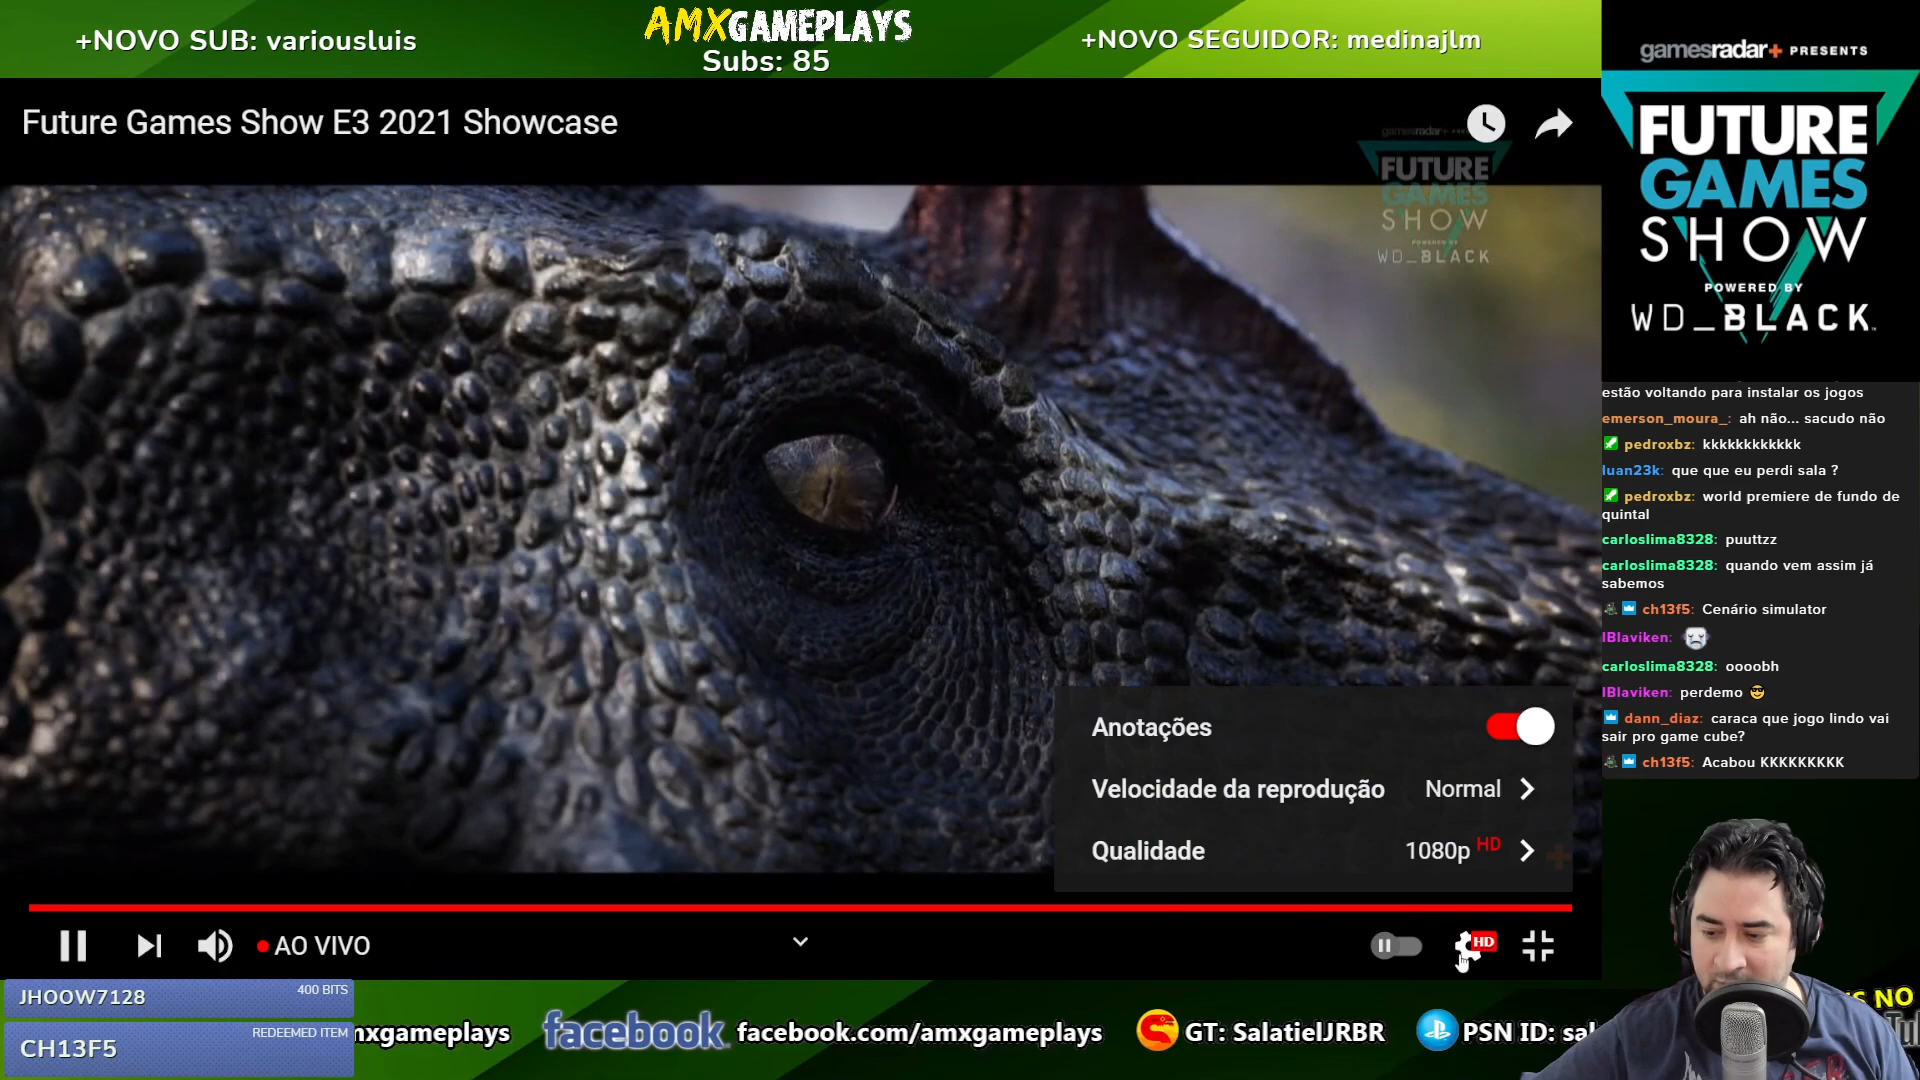 +NOVO SUB: variousluis
AMXGAMEPLAYS
Subs: 85
+NOVO SEGUIDOR: medinajlm
Future Games Show E3 2021 Showcase
FUTURE
GAMES
SHOW
POWERED BY
WD_BLACK
gamesradar+ PRESENTS
FUTURE
GAMES
SHOW
POWERED BY
WD_BLACK
estão voltando para instalar os jogos
emerson_moura_: ah não... sacudo não
pedroxbz: kkkkkkkkkkkk
luan23k: que que eu perdi sala ?
pedroxbz: world premiere de fundo de
quintal
carloslima8328: puuttzz
carloslima8328: quando vem assim já
sabemos
ch13f5: Cenário simulator
IBlaviken:
carloslima8328: oooobh
IBlaviken: perdemo 😎
dann_diaz: caraca que jogo lindo vai
sair pro game cube?
ch13f5: Acabou KKKKKKKKK
Anotações
Velocidade da reprodução Normal
Qualidade 1080p HD
AO VIVO
HD
JHOOW7128 400 BITS
CH13F5 REDEEMED ITEM
facebook facebook.com/amxgameplays
GT: SalatielJRBR
PSN ID:
NO